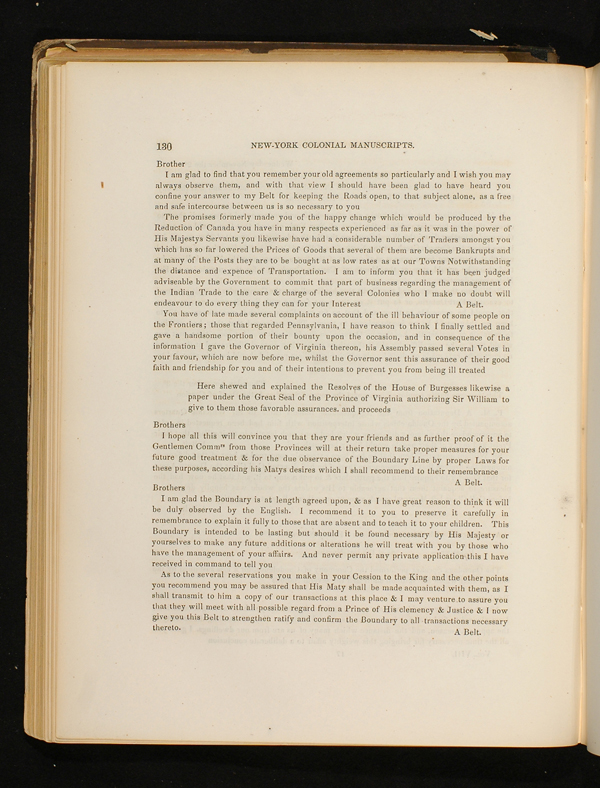 130 NEW-YORK COLONIAL MANUSCRIPTS.
Brother
I am glad to find that you remember your old agreements so particularly and I wish you may
always observe them, and with that view I should have been glad to have heard you
confine your answer to my Belt for keeping the Roads open, to that subject alone, as a free
and safe intercourse between us is so necessary to you
The promises formerly made you of the happy change which would be produced by the
Reduction of Canada you have in many respects experienced as far as it was in the power of
His Majestys Servants you likewise have had a considerable number of Traders amongst you
which has so far lowered the Prices of Goods that several of them are become Bankrupts and
at many of the Posts they are to be bought at as low rates as at our Towns Notwithstanding
the distance and expence of Transportation. I am to inform you that it has been judged
adviseable by the Government to commit that part of business regarding the management of
the Indian Trade to the care & charge of the several Colonies who I make no doubt will
endeavour to do every thing they can for your Interest A Belt.
You have of late made several complaints on account of the ill behaviour of some people on
the Frontiers; those that regarded Pennsylvania, I have reason to think I finally settled and
gave a handsome portion of their bounty upon the occasion, and in consequence of the
information I gave the Governor of Virginia thereon, his Assembly passed several Votes in
your favour, which are now before me, whilst the Governor sent this assurance of their good
faith and friendship for you and of their intentions to prevent you from being ill treated
Here shewed and explained the Resolves of the House of Burgesses likewise a
paper under the Great Seal of the Province of Virginia authorizing Sir William to
give to them those favorable assurances. and proceeds
Brothers
I hope all this will convince you that they are your friends and as further proof of it the
Gentlemen Commrs from those Provinces will at their return take proper measures for your
future good treatment & for the due observance of the Boundary Line by proper Laws for
these purposes, according his Matys desires which I shall recommend to their remembrance
A Belt.
Brothers
I am glad the Boundary is at length agreed upon, & as I have great reason to think it will
be duly observed by the English. I recommend it to you to preserve it carefully in
remembrance to explain it fully to those that are absent and to teach it to your children. This
Boundary is intended to be lasting but should it be found necessary by His Majesty or
yourselves to make any future additions or alterations he will treat with you by those who
have the management of your affairs. And never permit any private application this I have
received in command to tell you
As to the several reservations you make in your Cession to the King and the other points
you recommend you may be assured that His Maty shall be made acquainted with them, as I
shall transmit to him a copy of our transactions at this place & I may venture to assure you
that they will meet with all possible regard from a Prince of His clemency & Justice & I now
give you this Belt to strengthen ratify and confirm the Boundary to all transactions necessary
thereto. A Belt.